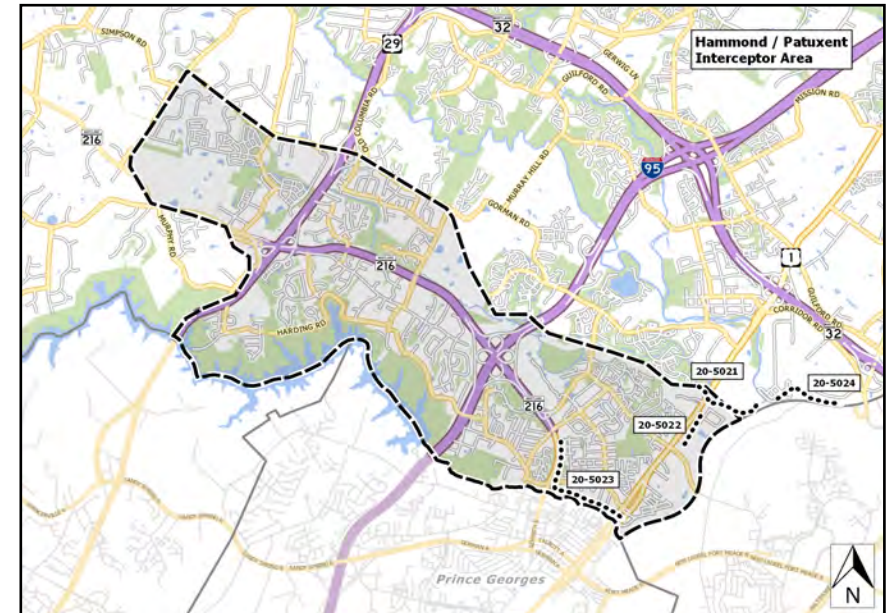 Hammond / Patuxent
Interceptor Area
SIMPSON RD
29
32
GERWIG LN
GUILFORD RD
MISSION RD
OLD COLUMBIA RD
216
95
MURRAY HILL RD
GORMAN RD
MURPHY RD
216
1
GUILFORD RD
CORRIDOR RD
32
HARDING RD
20-5021
20-5024
216
20-5022
20-5023
Prince Georges
N